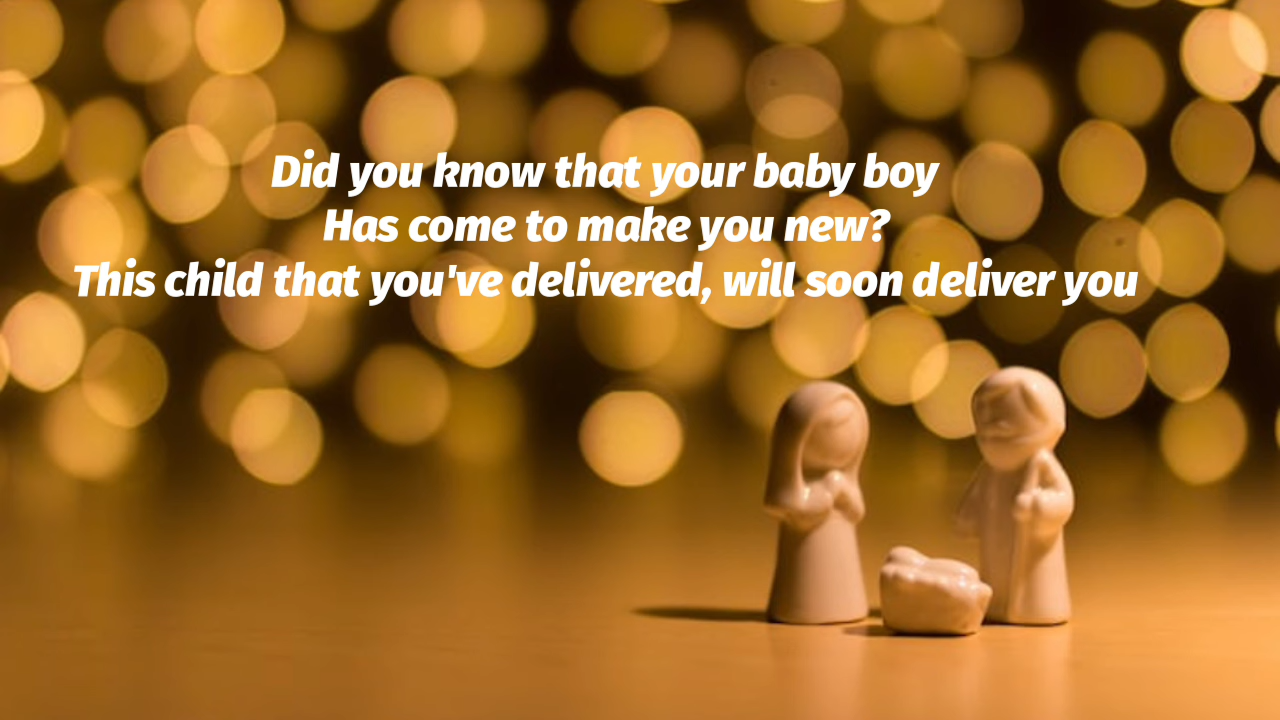 Did you know that your baby boy
Has come to make you new?
This child that you've delivered, will soon deliver you